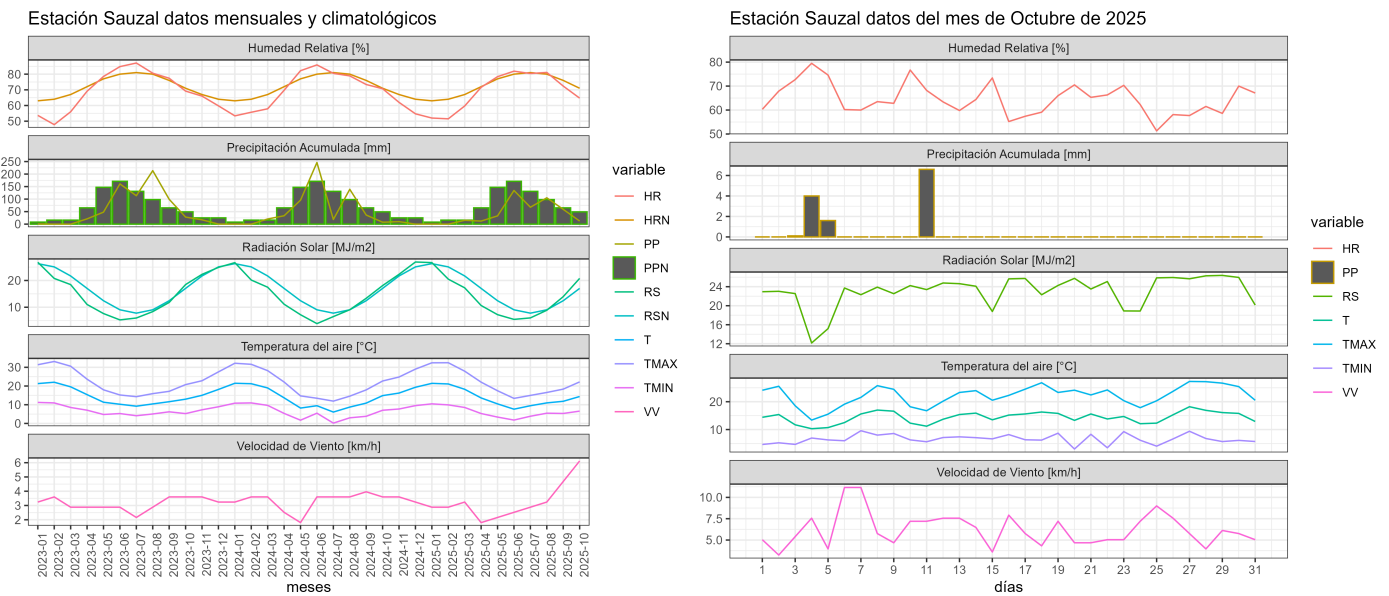 Estación Sauzal datos mensuales y climatológicos
Humedad Relativa [%]
80
70
60
50
Precipitación Acumulada [mm]
250
200
150
100
50
0
Radiación Solar [MJ/m2]
20
10
Temperatura del aire [°C]
30
20
10
0
Velocidad de Viento [km/h]
6
5
4
3
2
2023-01
2023-02
2023-03
2023-04
2023-05
2023-06
2023-07
2023-08
2023-09
2023-10
2023-11
2023-12
2024-01
2024-02
2024-03
2024-04
2024-05
2024-06
2024-07
2024-08
2024-09
2024-10
2024-11
2024-12
2025-01
2025-02
2025-03
2025-04
2025-05
2025-06
2025-07
2025-08
2025-09
2025-10
meses
variable
HR
HRN
PP
PPN
RS
RSN
T
TMAX
TMIN
VV
Estación Sauzal datos del mes de Octubre de 2025
Humedad Relativa [%]
80
70
60
50
Precipitación Acumulada [mm]
6
4
2
0
Radiación Solar [MJ/m2]
24
20
16
12
Temperatura del aire [°C]
20
10
Velocidad de Viento [km/h]
10.0
7.5
5.0
1 3 5 7 9 11 13 15 17 19 21 23 25 27 29 31
días
variable
HR
PP
RS
T
TMAX
TMIN
VV